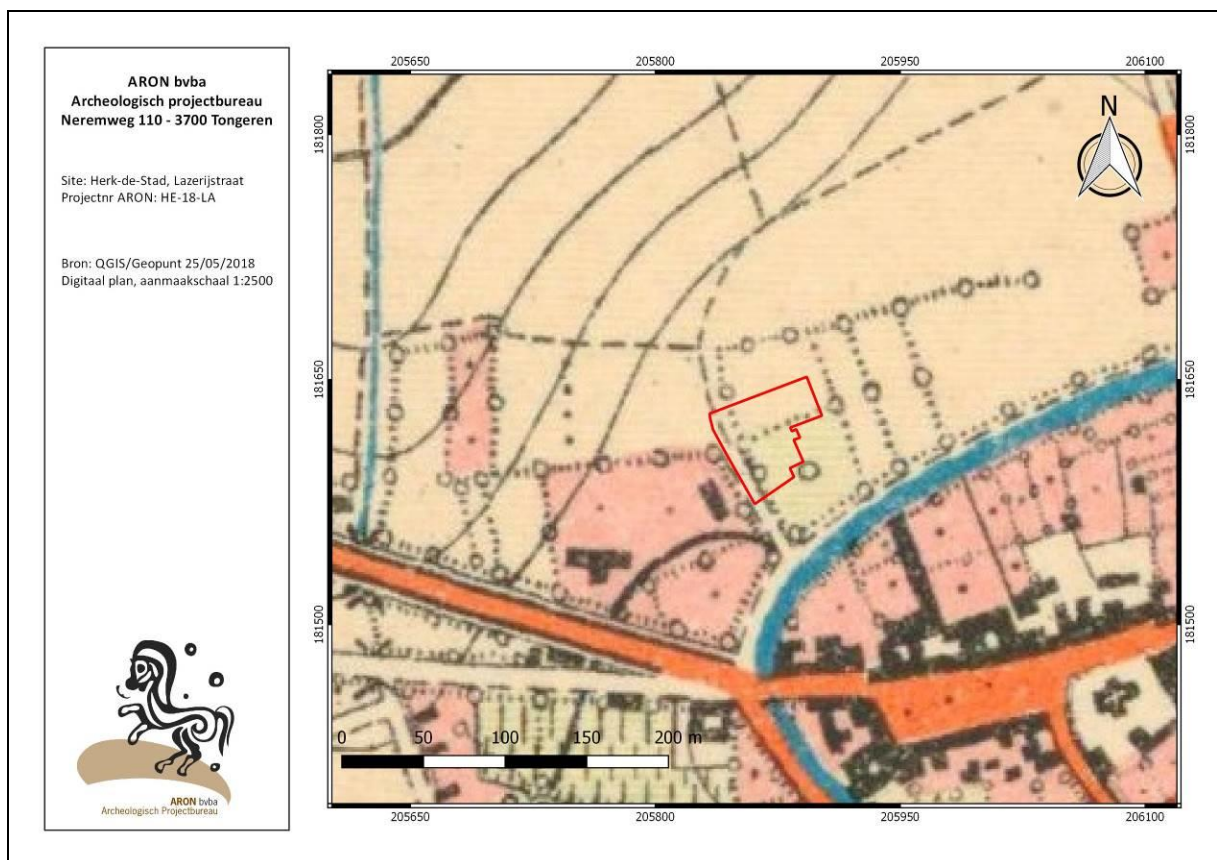 ARON bvba
Archeologisch projectbureau
Neremweg 110 - 3700 Tongeren
Site: Herk-de-Stad, Lazerijstraat
Projectnr ARON: HE-18-LA
Bron: QGIS/Geopunt 25/05/2018
Digitaal plan, aanmaakschaal 1:2500
ARON bvba
Archeologisch Projectbureau
205650 205800 205950 206100
181800
181650
181500
N
0 50 100 150 200 m
181800
181650
181500
205650 205800 205950 206100